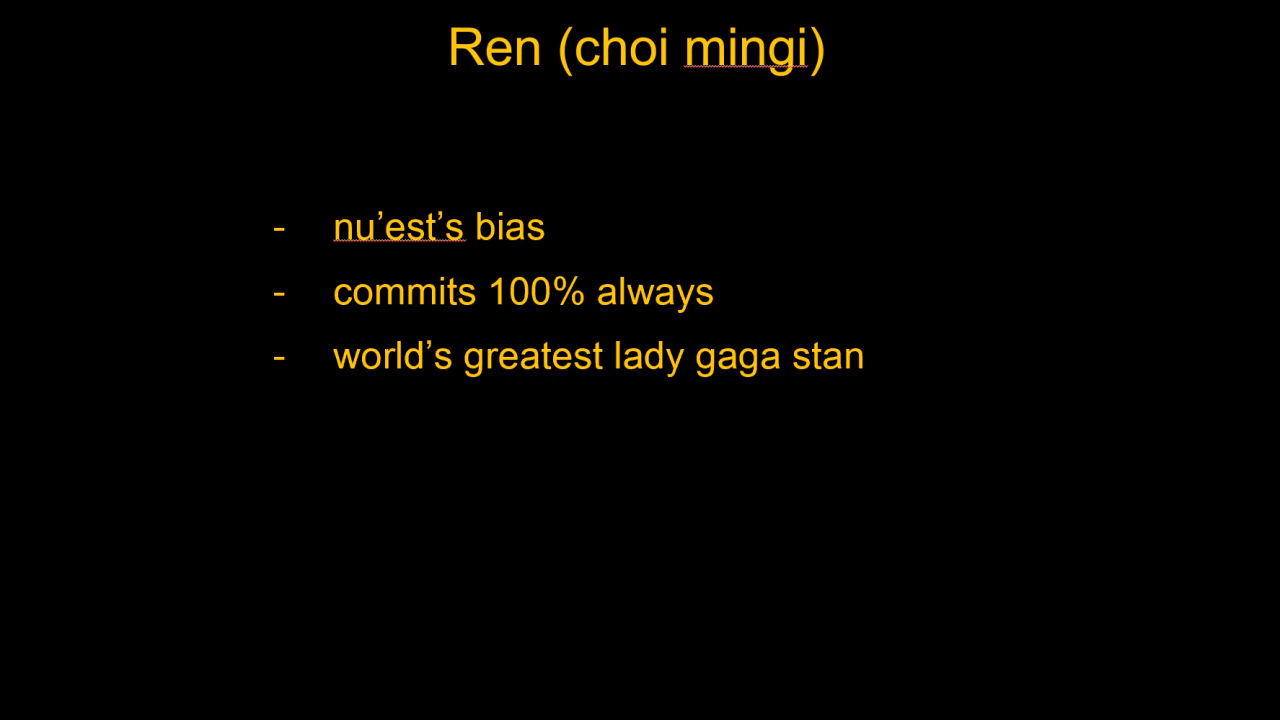 Ren (choi mingi)
- nu’est’s bias
- commits 100% always
- world’s greatest lady gaga stan